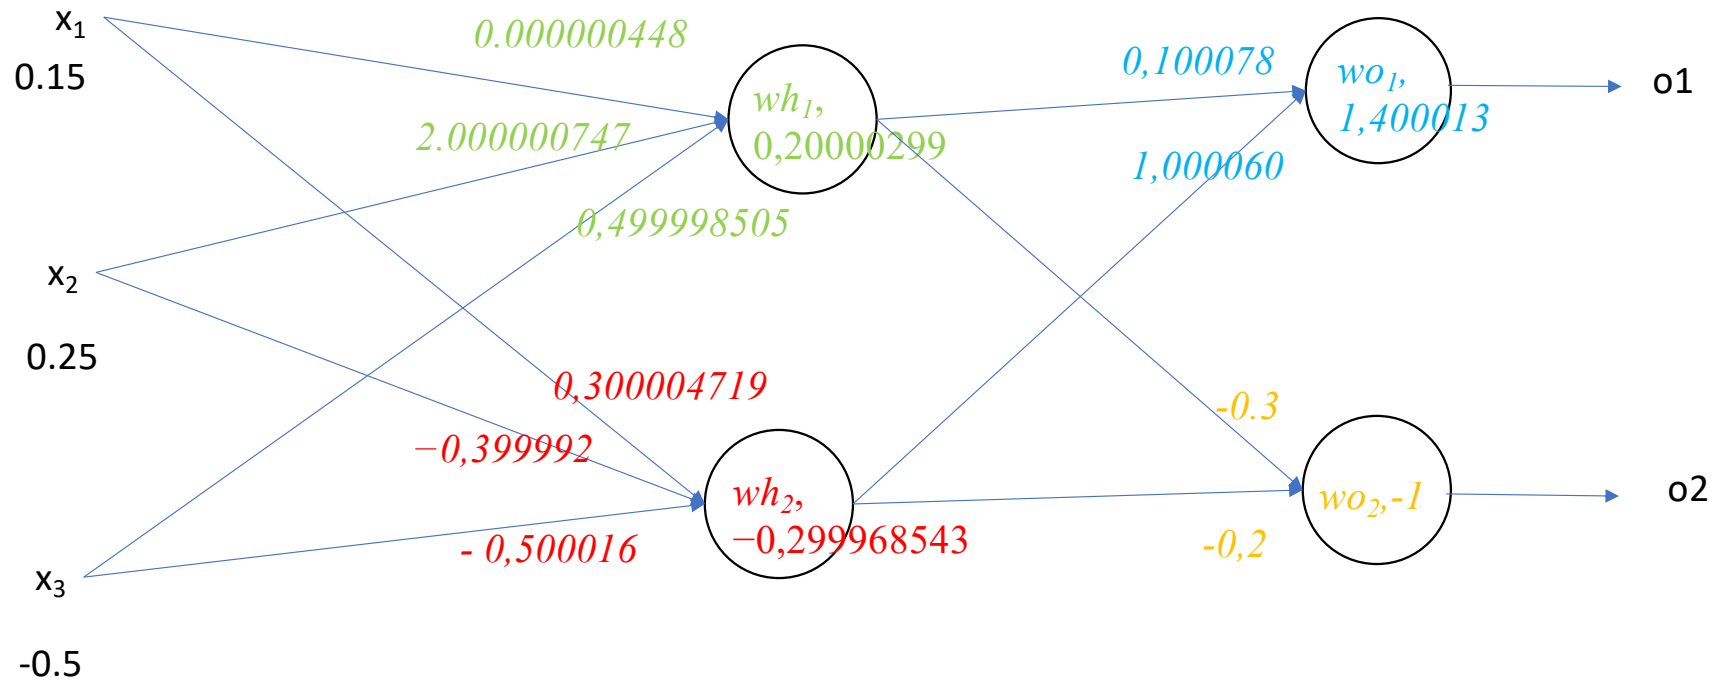 x₁
0.15
0.000000448
2.000000747
0,499998505
wh₁,
0,20000299
0,100078
1,000060
wo₁,
1,400013
o1
x₂
0.25
0,300004719
−0,399992
- 0,500016
wh₂,
−0,299968543
-0.3
-0,2
wo₂,-1
o2
x₃
-0.5